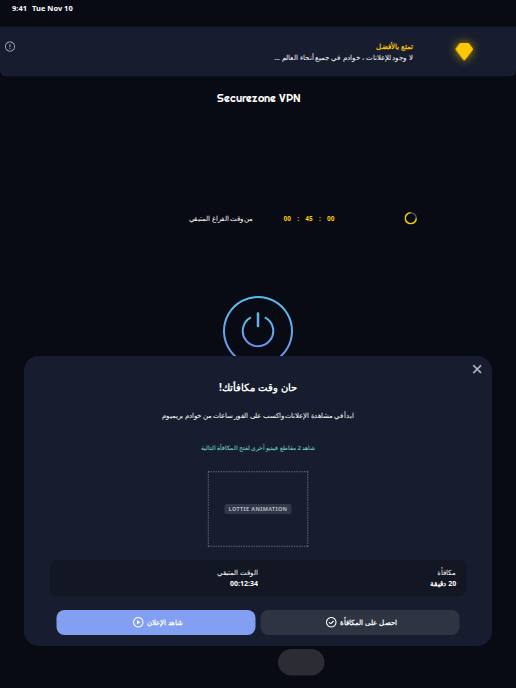 9:41 Tue Nov 10
تمتع بالأفضل
لا وجود للإعلانات ، خوادم في جميع أنحاء العالم ...
Securezone VPN
من وقت الفراغ المتبقي
00 : 45 : 00
حان وقت مكافأتك!
ابدأ في مشاهدة الإعلانات واكسب على الفور ساعات من خوادم بريميوم
شاهد 2 مقاطع فيديو أخرى لفتح المكافأة التالية
LOTTIE ANIMATION
مكافأة
20 دقيقة
الوقت المتبقي
00:12:34
احصل على المكافأة
شاهد الإعلان